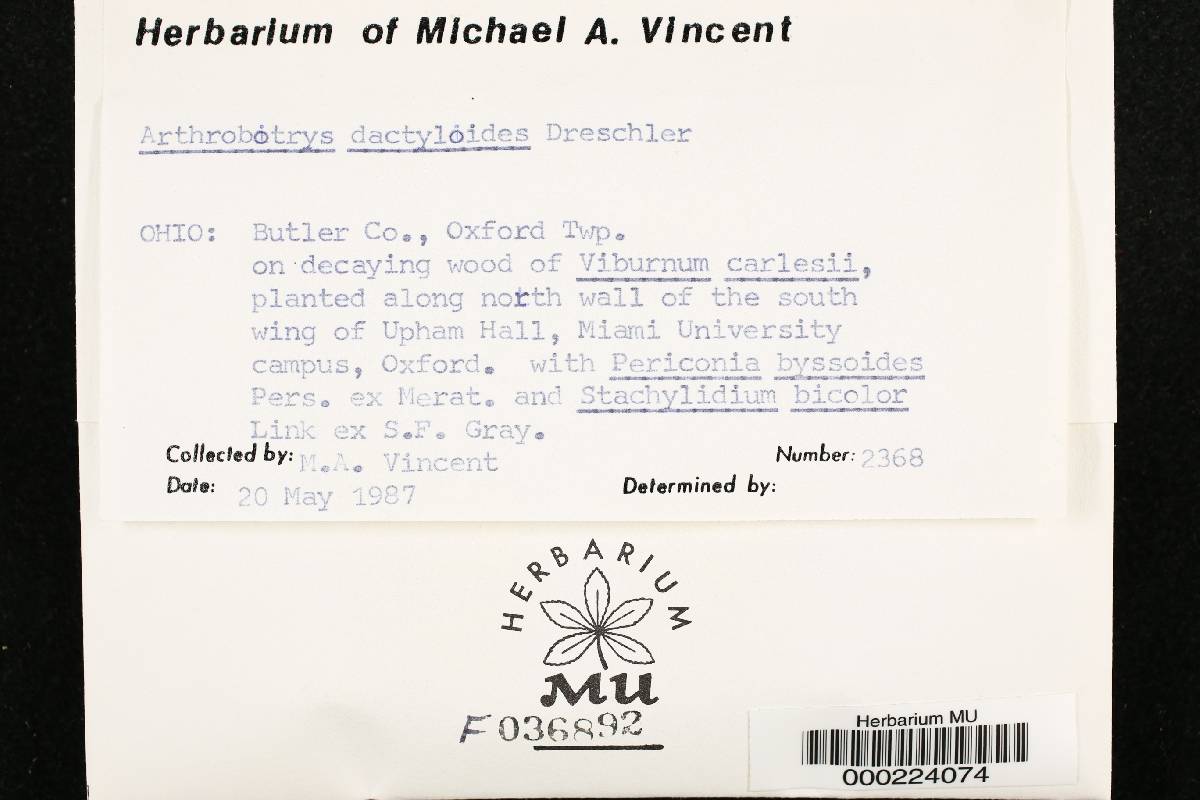 Herbarium of Michael A. Vincent
Arthrobotrys dactyloides Dreschler
OHIO: Butler Co., Oxford Twp.
on decaying wood of Viburnum carlesii,
planted along north wall of the south
wing of Upham Hall, Miami University
campus, Oxford. with Periconia byssoides
Pers. ex Merat. and Stachylidium bicolor
Link ex S.F. Gray.
Collected by: M.A. Vincent Number: 2368
Date: 20 May 1987 Determined by:
HERBARIUM
MU
F036892
Herbarium MU
000224074